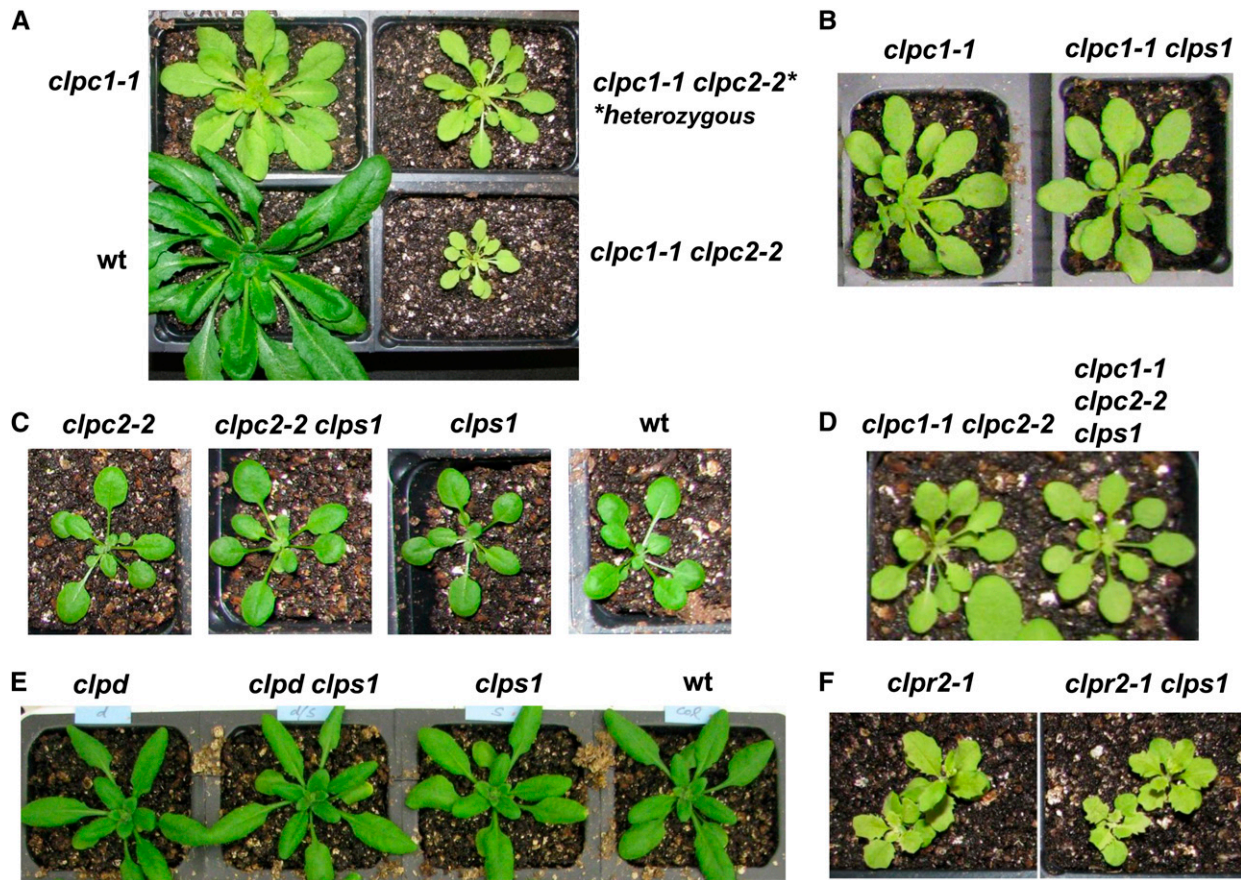 A
clpc1-1
clpc1-1 clpc2-2*
*heterozygous
wt
clpc1-1 clpc2-2
B
clpc1-1
clpc1-1 clps1
C
clpc2-2
clpc2-2 clps1
clps1
wt
D
clpc1-1 clpc2-2
clpc1-1
clpc2-2
clps1
E
clpd
clpd clps1
clps1
wt
d
d/s
S
col
F
clpr2-1
clpr2-1 clps1